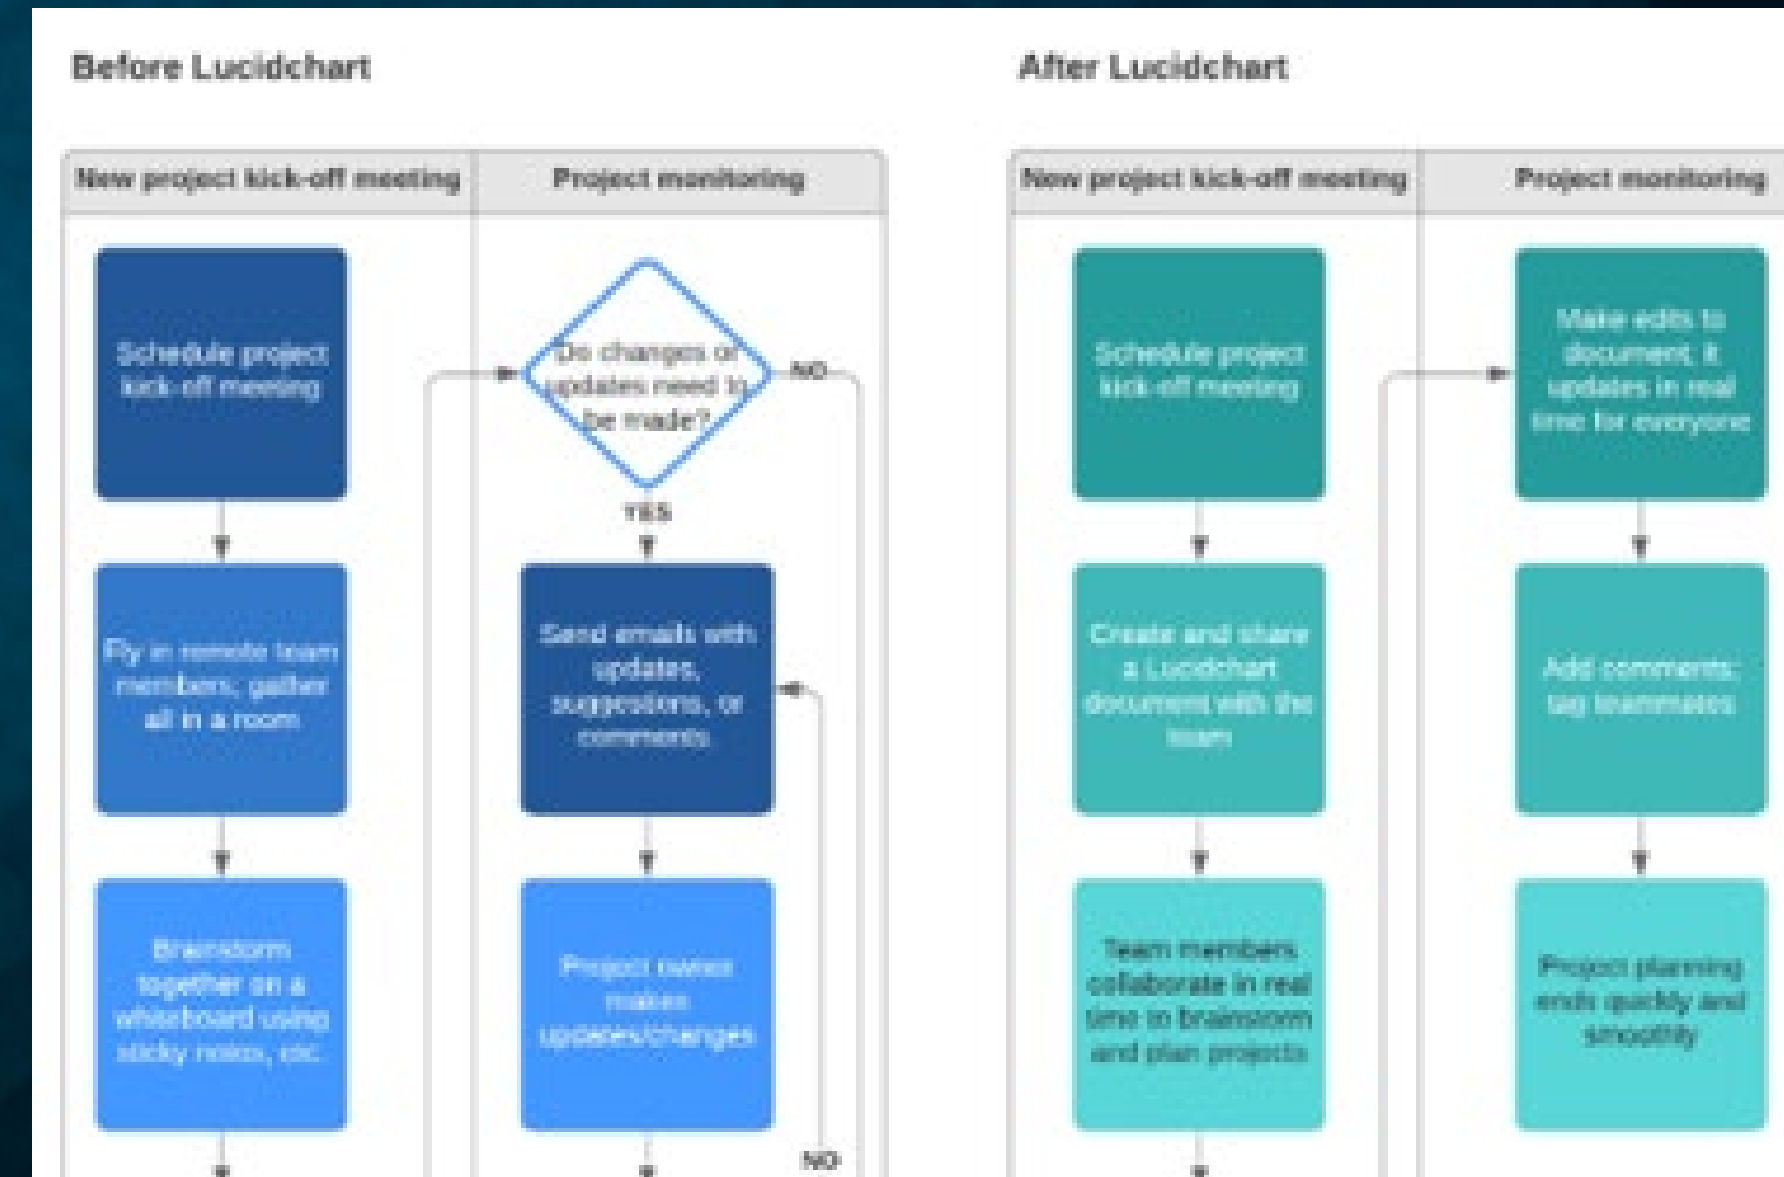 Before Lucidchart
New project kick-off meeting
Project monitoring
Schedule project
kick-off meeting
Do changes or
updates need to
be made?
NO
YES
Fly in remote team
members; gather
all in a room
Send emails with
updates,
suggestions, or
comments.
Brainstorm
together on a
whiteboard using
sticky notes, etc.
Project owner
makes
updates/changes
NO
After Lucidchart
New project kick-off meeting
Project monitoring
Schedule project
kick-off meeting
Make edits to
document; it
updates in real
time for everyone
Create and share
a Lucidchart
document with the
team
Add comments;
tag teammates
Team members
collaborate in real
time to brainstorm
and plan projects
Project planning
ends quickly and
smoothly